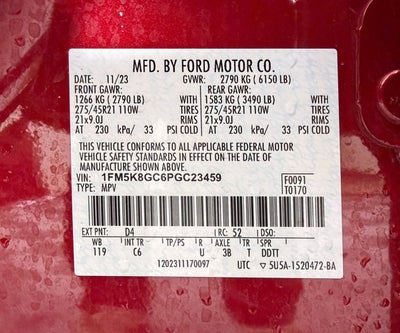 MFD. BY FORD MOTOR CO.
DATE: 11/23 GVWR: 2790 KG ( 6150 LB)
FRONT GAWR: REAR GAWR:
1266 KG ( 2790 LB) WITH 1583 KG ( 3490 LB) WITH
275/45R21 110W TIRES 275/45R21 110W TIRES
21x9.0J RIMS 21x9.0J RIMS
AT 230 kPa/ 33 PSI COLD AT 230 kPa/ 33 PSI COLD
THIS VEHICLE CONFORMS TO ALL APPLICABLE FEDERAL MOTOR
VEHICLE SAFETY STANDARDS IN EFFECT ON THE DATE OF
MANUFACTURE SHOWN ABOVE.
VIN: 1FM5K8GC6PGC23459 F0091
TYPE: MPV T0170
EXT PNT: D4 RC: 52 DSO:
WB INT TR TP/PS R AXLE TR SPR
119 C6 U 3B T DDTT
1202311170097 UTC ▽ 5U5A-1520472-BA